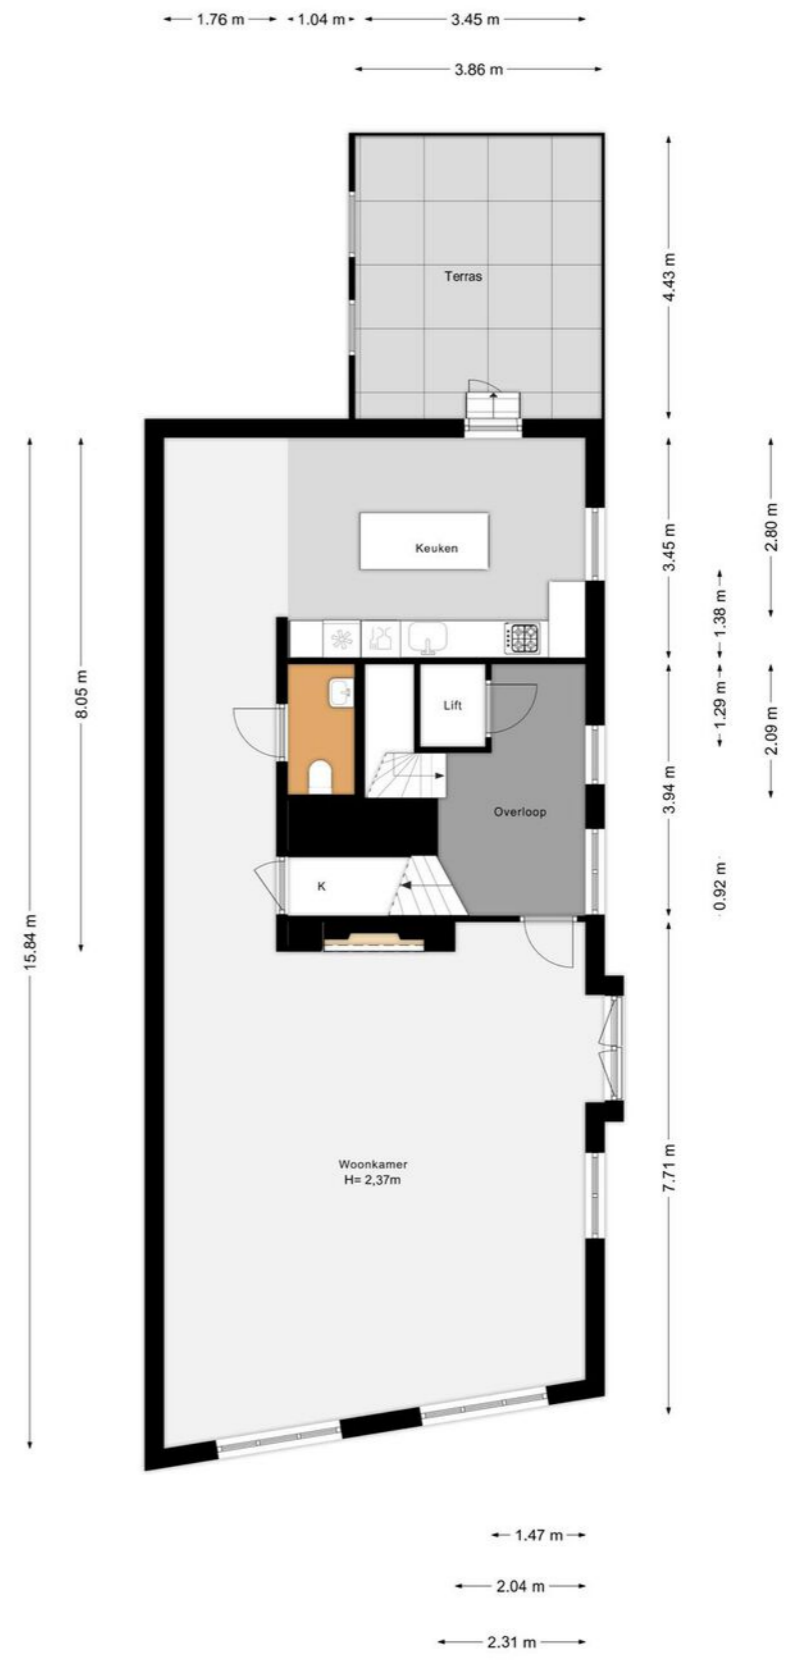 1.76 m
1.04 m
3.45 m
3.86 m
Terras
4.43 m
Keuken
3.45 m
2.80 m
1.38 m
8.05 m
Lift
1.29 m
2.09 m
3.94 m
Overloop
K
0.92 m
15.84 m
Woonkamer
H= 2,37m
7.71 m
1.47 m
2.04 m
2.31 m